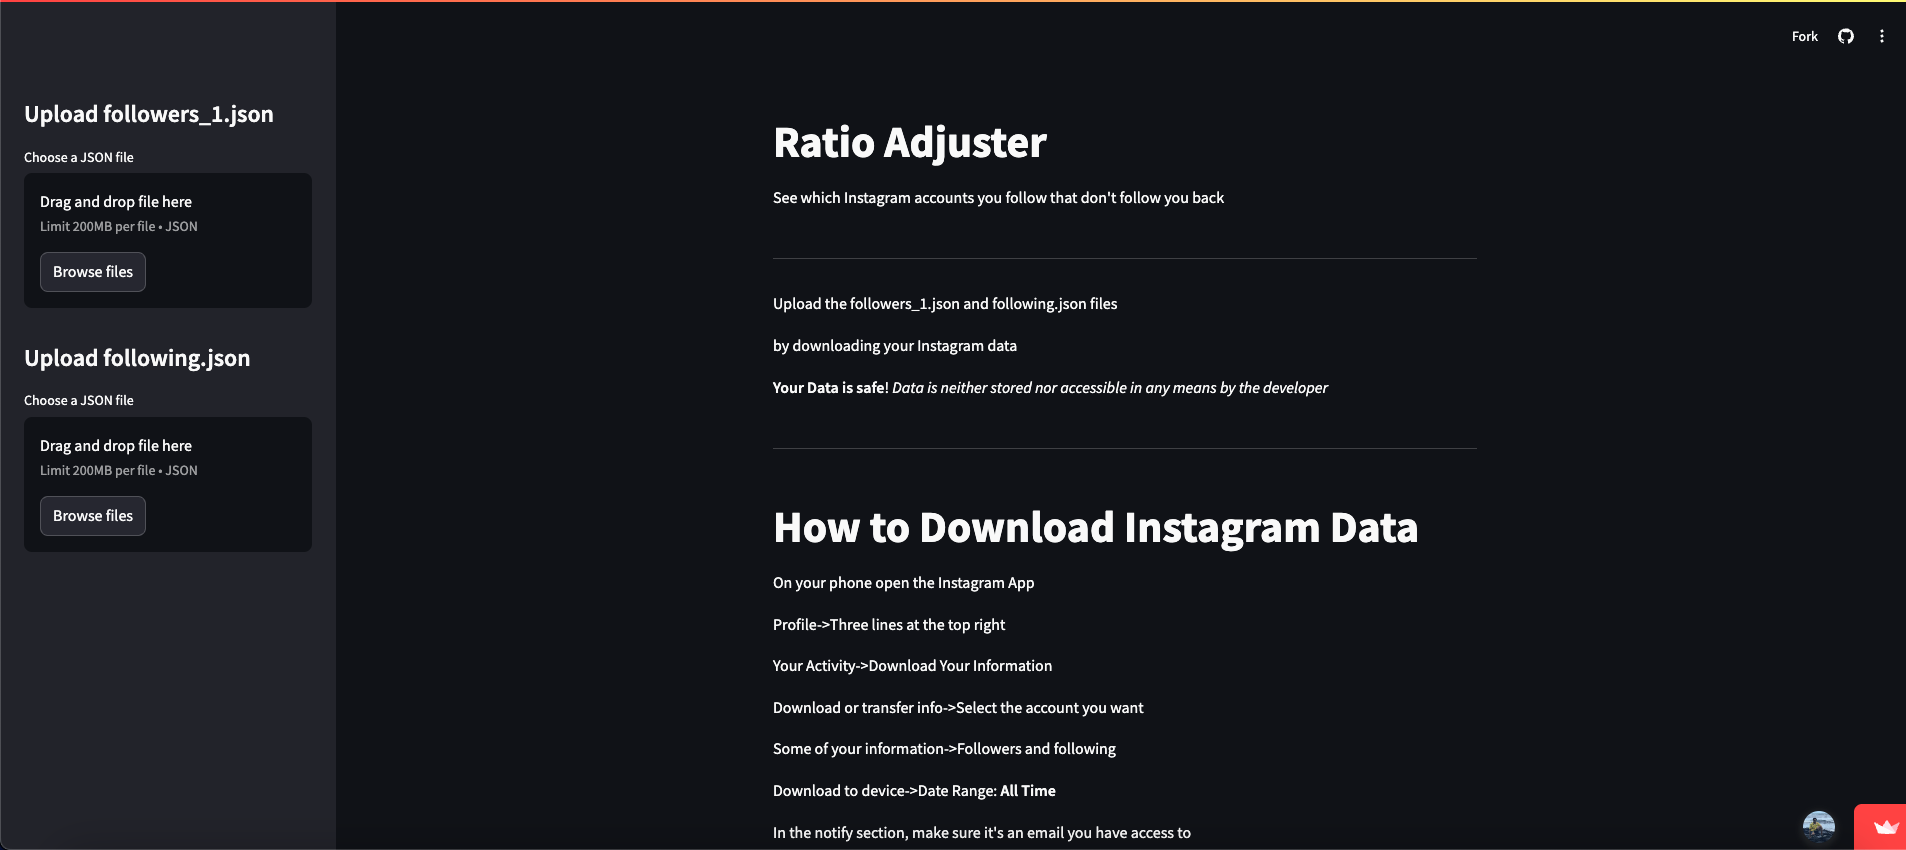 Fork
Upload followers_1.json
Choose a JSON file
Drag and drop file here
Limit 200MB per file • JSON
Browse files
Upload following.json
Choose a JSON file
Drag and drop file here
Limit 200MB per file • JSON
Browse files
Ratio Adjuster
See which Instagram accounts you follow that don't follow you back
Upload the followers_1.json and following.json files
by downloading your Instagram data
Your Data is safe! Data is neither stored nor accessible in any means by the developer
How to Download Instagram Data
On your phone open the Instagram App
Profile->Three lines at the top right
Your Activity->Download Your Information
Download or transfer info->Select the account you want
Some of your information->Followers and following
Download to device->Date Range: All Time
In the notify section, make sure it's an email you have access to